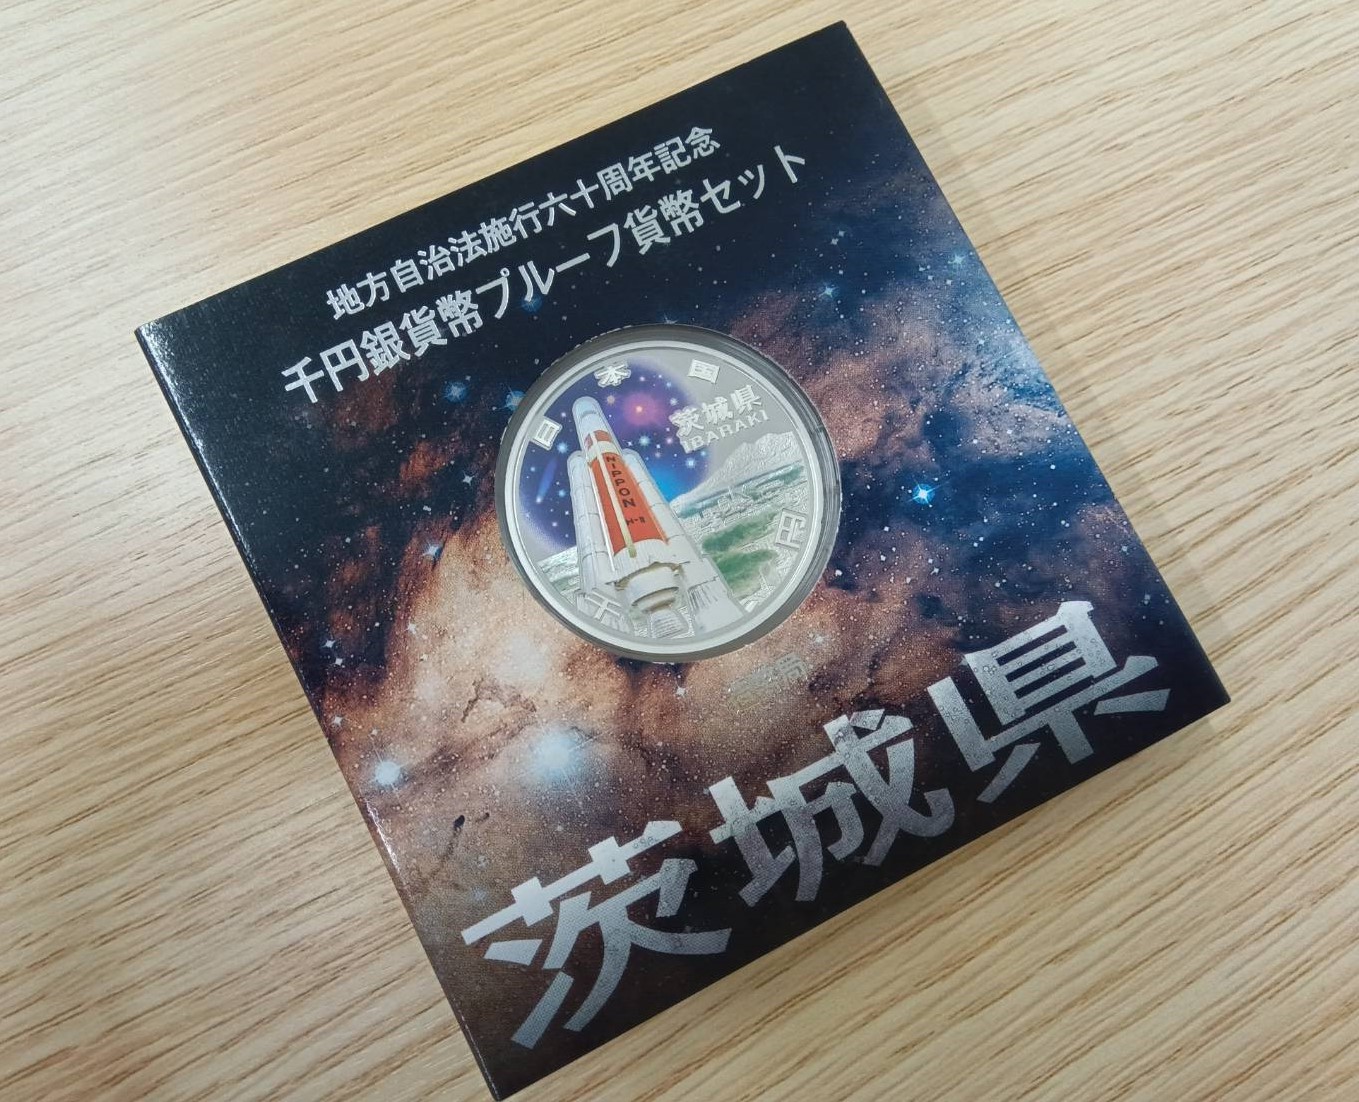 地方自治法施行六十周年記念
千円銀貨幣プルーフ貨幣セット
日本国
茨城県
IBARAKI
NIPPON
H-II
千円
茨城県